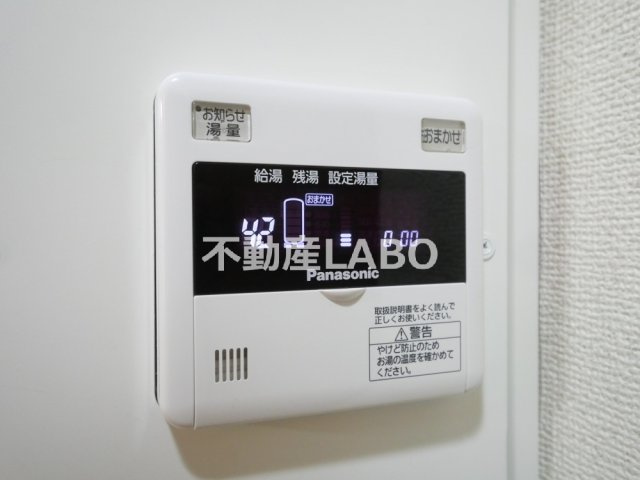 お知らせ
湯量
おまかせ
給湯 残湯 設定湯量
おまかせ
42
0:00
不動産LABO
Panasonic
取扱説明書をよく読んで
正しくお使いください。
⚠警告
やけど防止のため
お湯の温度を確かめて
ください。